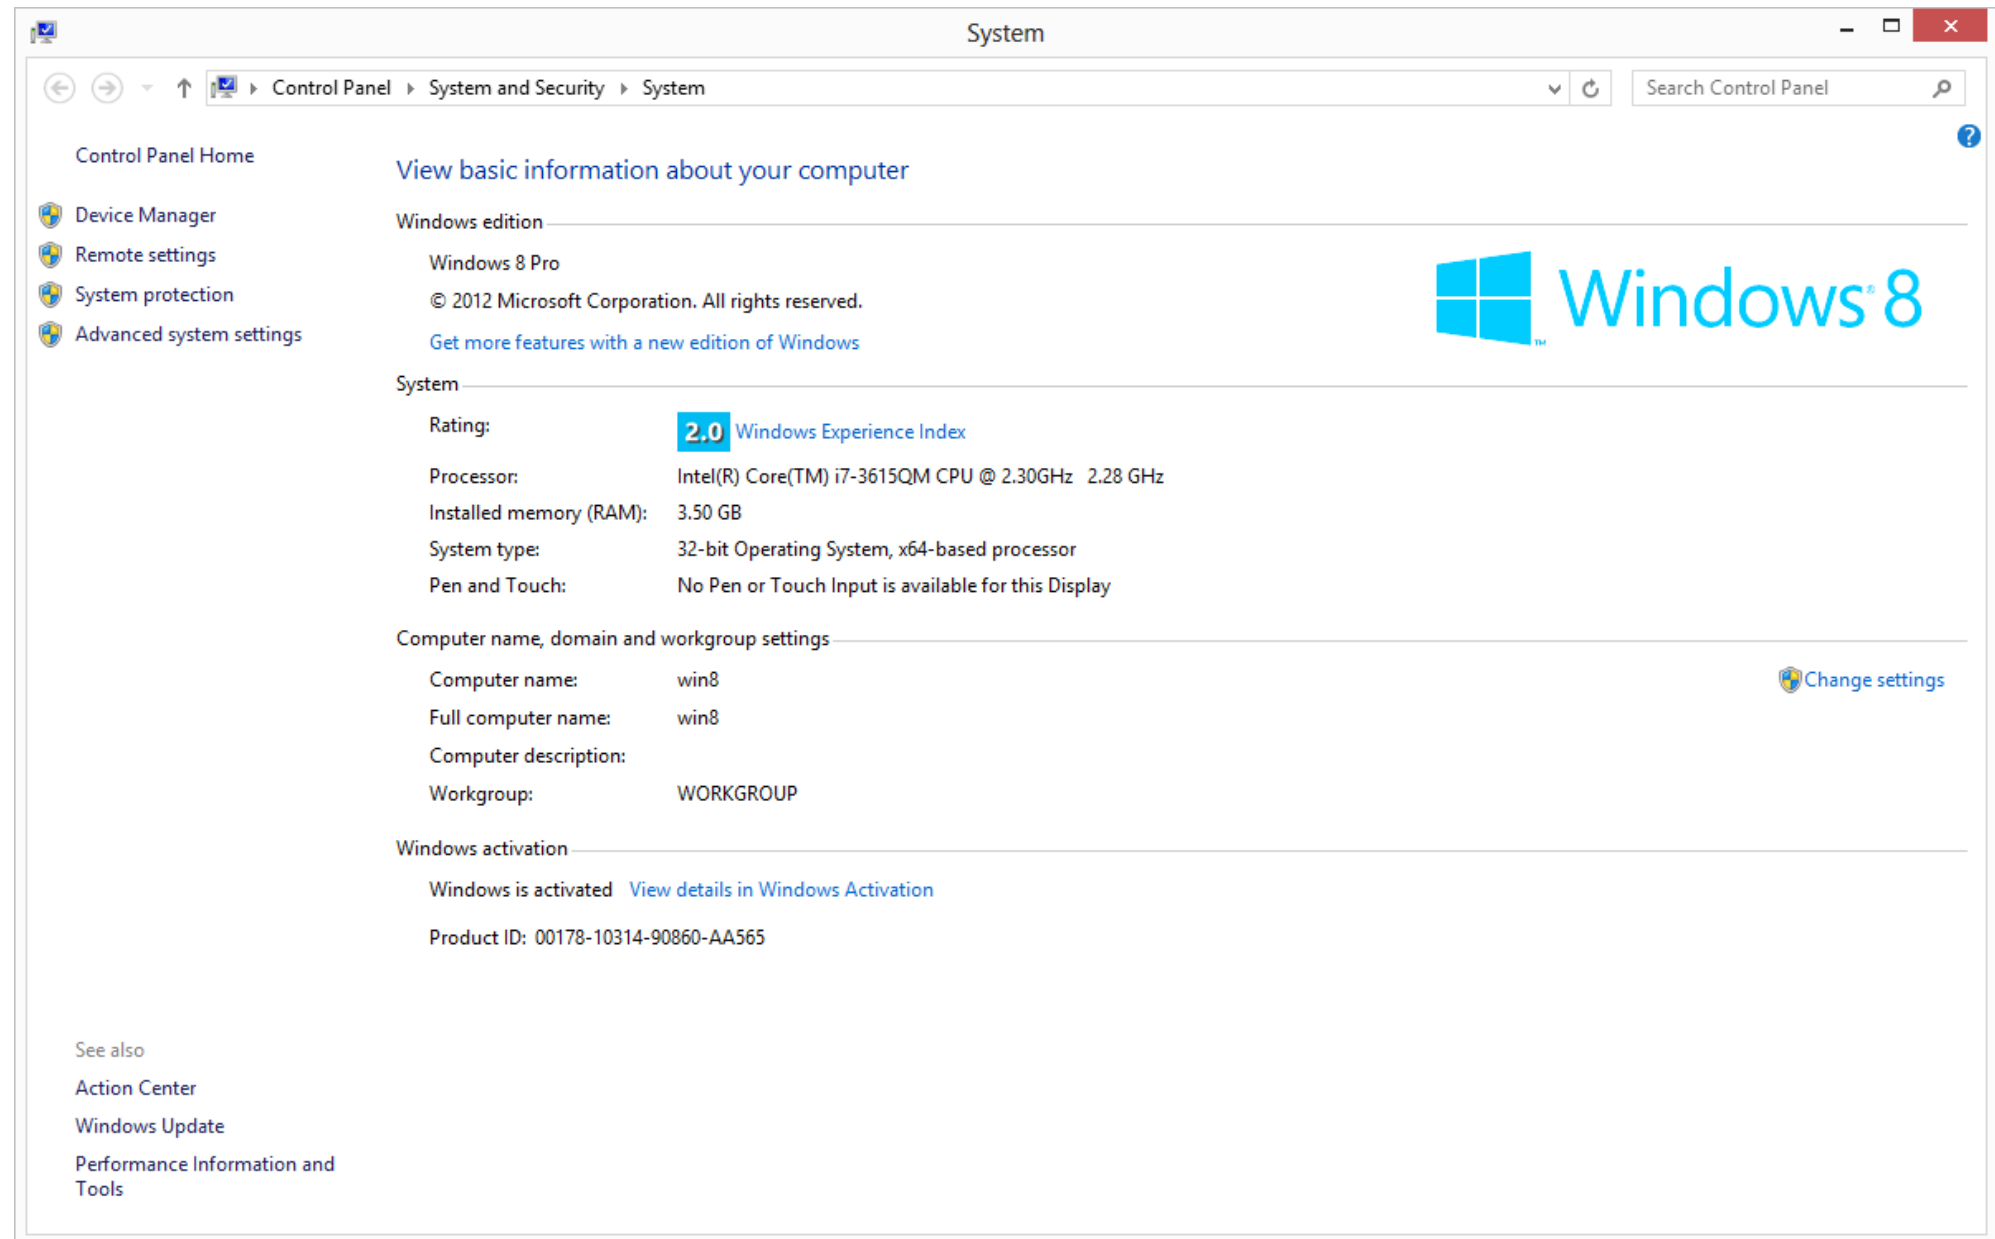 System
Control Panel System and Security System
Search Control Panel
Control Panel Home
Device Manager
Remote settings
System protection
Advanced system settings
View basic information about your computer
Windows edition
Windows 8 Pro
© 2012 Microsoft Corporation. All rights reserved.
Get more features with a new edition of Windows
™ Windows® 8
System
Rating: 2.0 Windows Experience Index
Processor: Intel(R) Core(TM) i7-3615QM CPU @ 2.30GHz 2.28 GHz
Installed memory (RAM): 3.50 GB
System type: 32-bit Operating System, x64-based processor
Pen and Touch: No Pen or Touch Input is available for this Display
Computer name, domain and workgroup settings
Computer name: win8
Change settings
Full computer name: win8
Computer description:
Workgroup: WORKGROUP
Windows activation
Windows is activated View details in Windows Activation
Product ID: 00178-10314-90860-AA565
See also
Action Center
Windows Update
Performance Information and
Tools